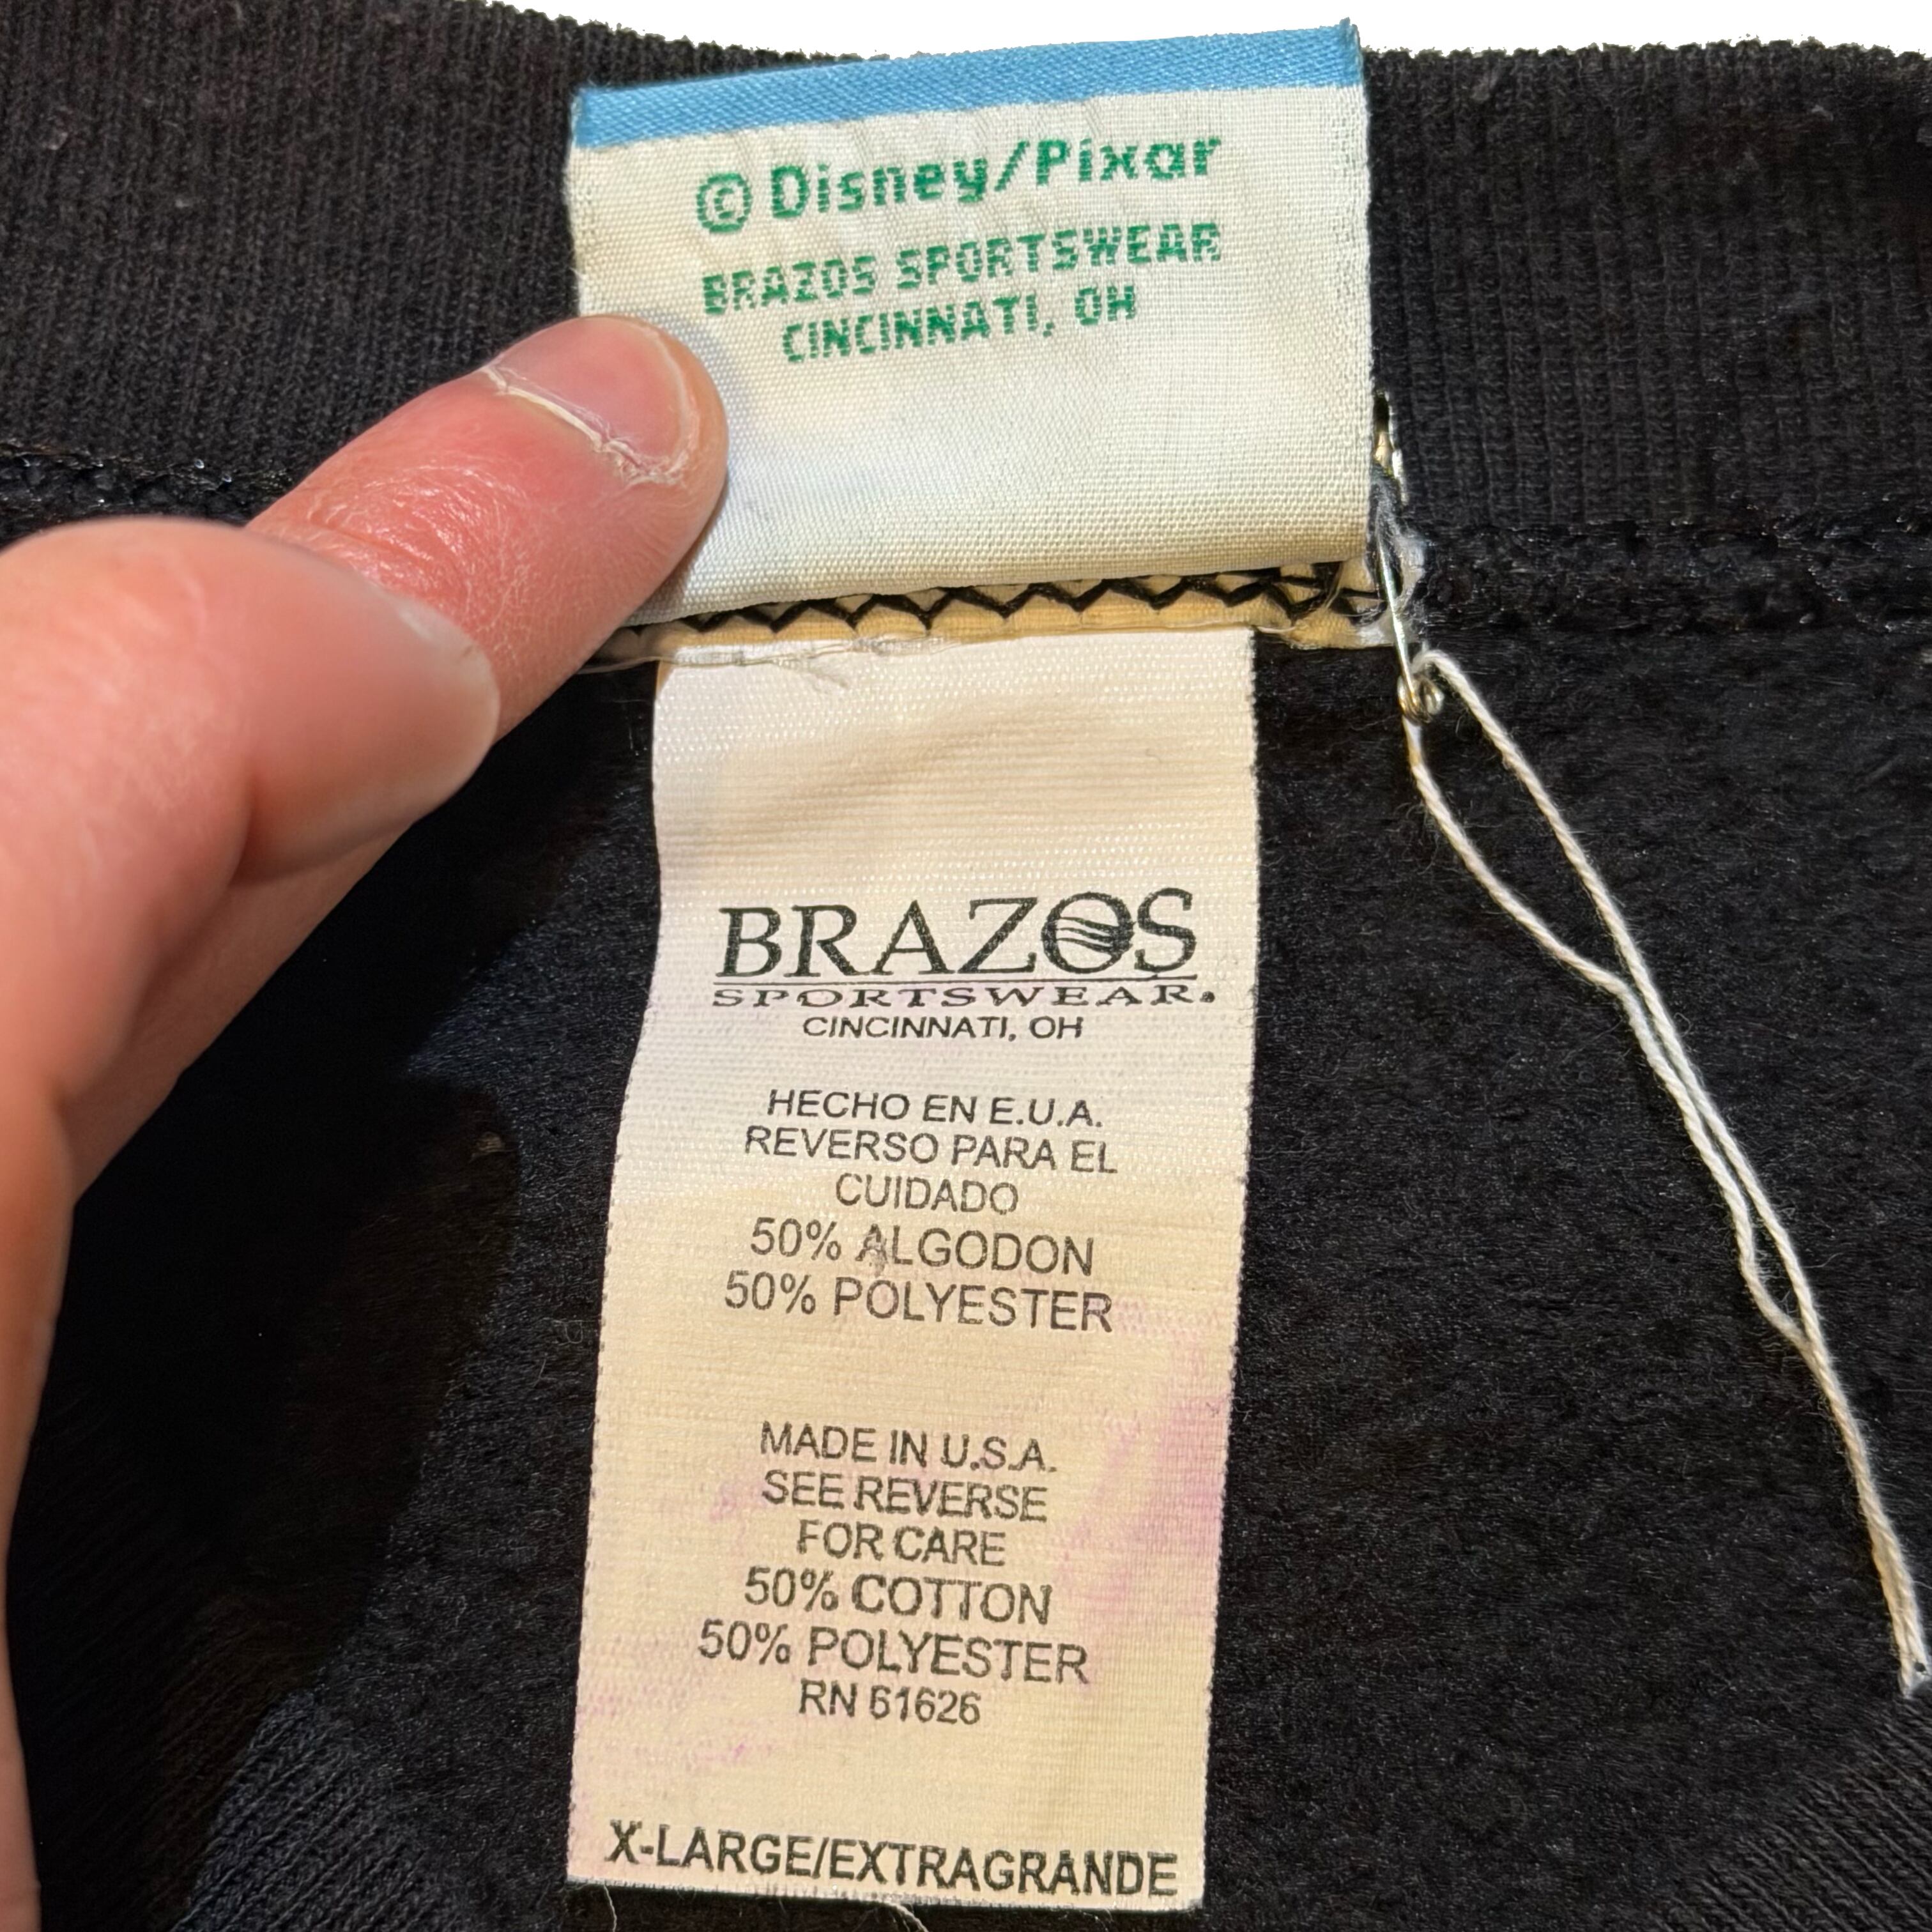 © Disney/Pixar
BRAZOS SPORTSWEAR
CINCINNATI, OH
BRAZOS
SPORTSWEAR.
CINCINNATI, OH
HECHO EN E.U.A.
REVERSO PARA EL
CUIDADO
50% ALGODON
50% POLYESTER
MADE IN U.S.A.
SEE REVERSE
FOR CARE
50% COTTON
50% POLYESTER
RN 61626
X-LARGE/EXTRAGRANDE